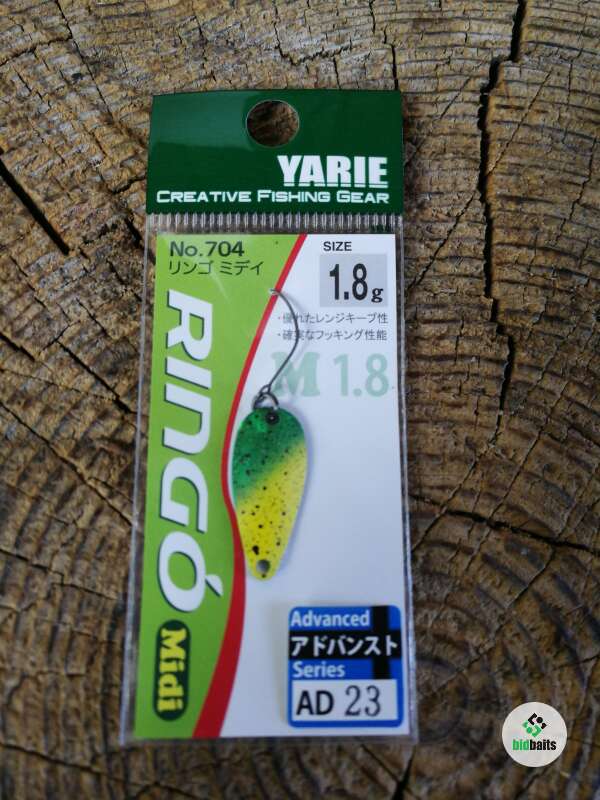 YARIE
CREATIVE FISHING GEAR
No.704
リンゴ ミディ
SIZE
1.8g
・優れたレンジキープ性
・確実なフッキング性能
M 1.8
RINGO
Midi
Advanced
アドバンスト
Series
AD 23
bidbaits